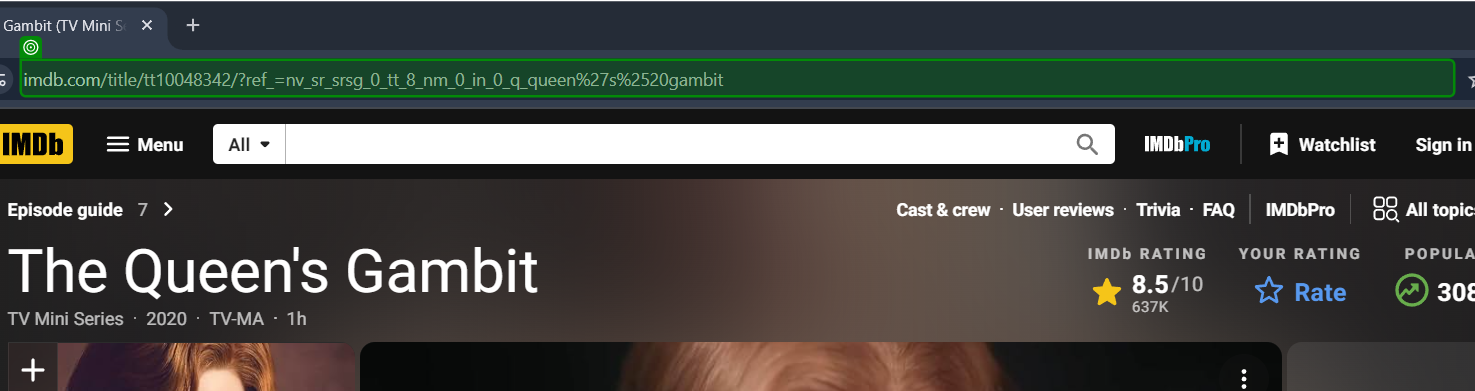 Gambit (TV Mini S
imdb.com/title/tt10048342/?ref_=nv_sr_srsg_0_tt_8_nm_0_in_0_q_queen%27s%2520gambit
IMDb Menu All IMDbPro Watchlist Sign in
Episode guide 7 Cast & crew · User reviews · Trivia · FAQ IMDbPro All topic
The Queen's Gambit
IMDb RATING YOUR RATING POPULA
8.5/10 Rate 308
637K
TV Mini Series · 2020 · TV-MA · 1h